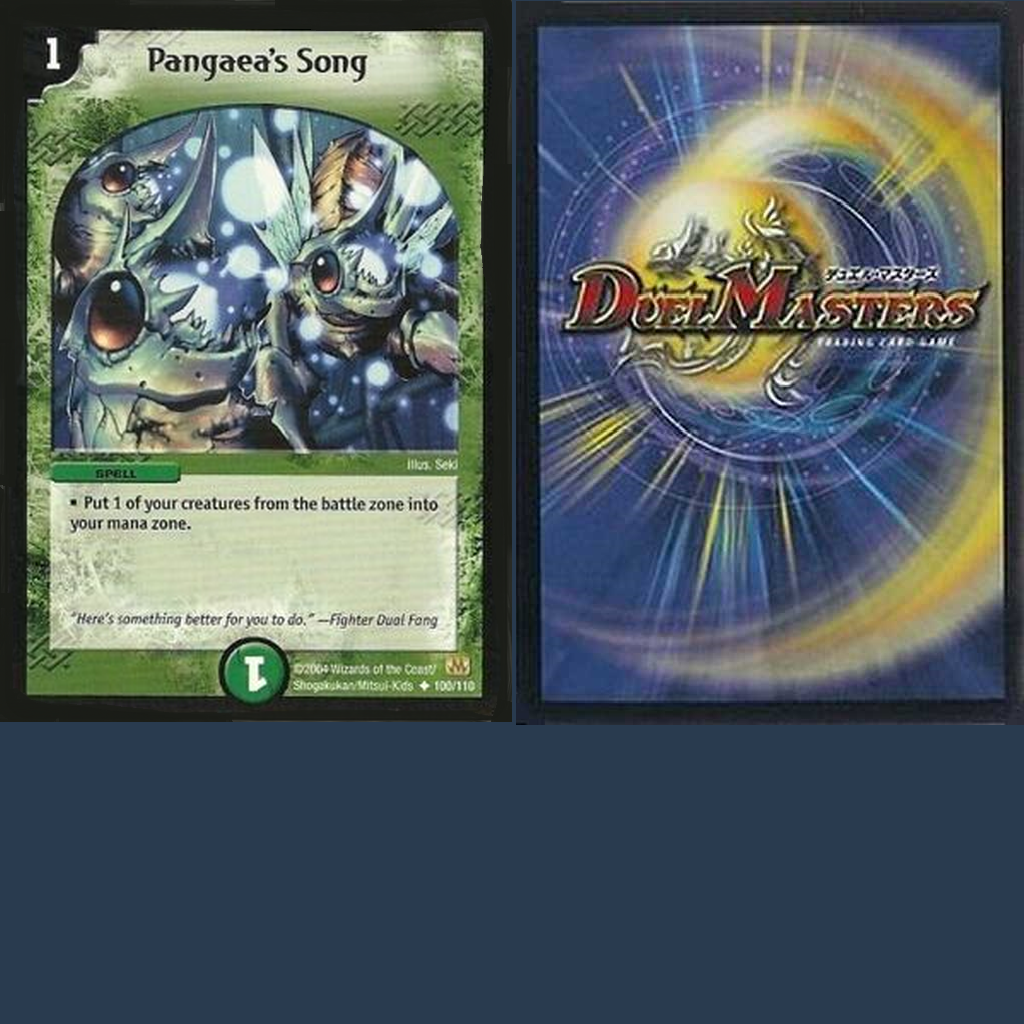 1
Pangaea's Song
Illus. Seki
SPELL
▪ Put 1 of your creatures from the battle zone into
your mana zone.
"Here's something better for you to do." —Fighter Dual Fang
1
©2004 Wizards of the Coast/
Shogakukan/Mitsui-Kids ◆ 100/110
デュエル・マスターズ
DUEL MASTERS
TRADING CARD GAME